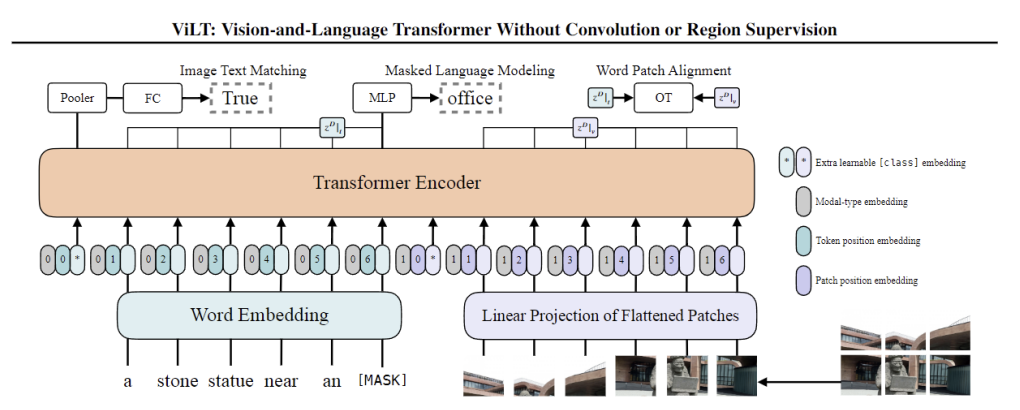 ViLT: Vision-and-Language Transformer Without Convolution or Region Supervision
Image Text Matching
Masked Language Modeling
Word Patch Alignment
Pooler
FC
True
MLP
office
z^D|_t
OT
z^D|_v
z^D|_t
z^D|_v
Transformer Encoder
* * Extra learnable [class] embedding
Modal-type embedding
Token position embedding
Patch position embedding
0 0 * 0 1 0 2 0 3 0 4 0 5 0 6 1 0 * 1 1 1 2 1 3 1 4 1 5 1 6
Word Embedding
Linear Projection of Flattened Patches
a stone statue near an [MASK]